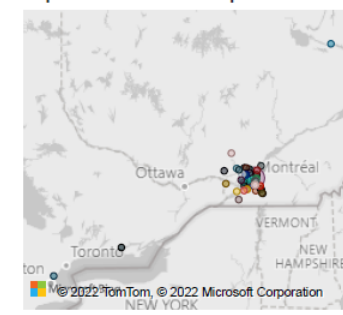 Ottawa
Montréal
VERMONT
NEW
HAMPSHIRE
Toronto
ton
© 2022 TomTom, © 2022 Microsoft Corporation
NEW YORK